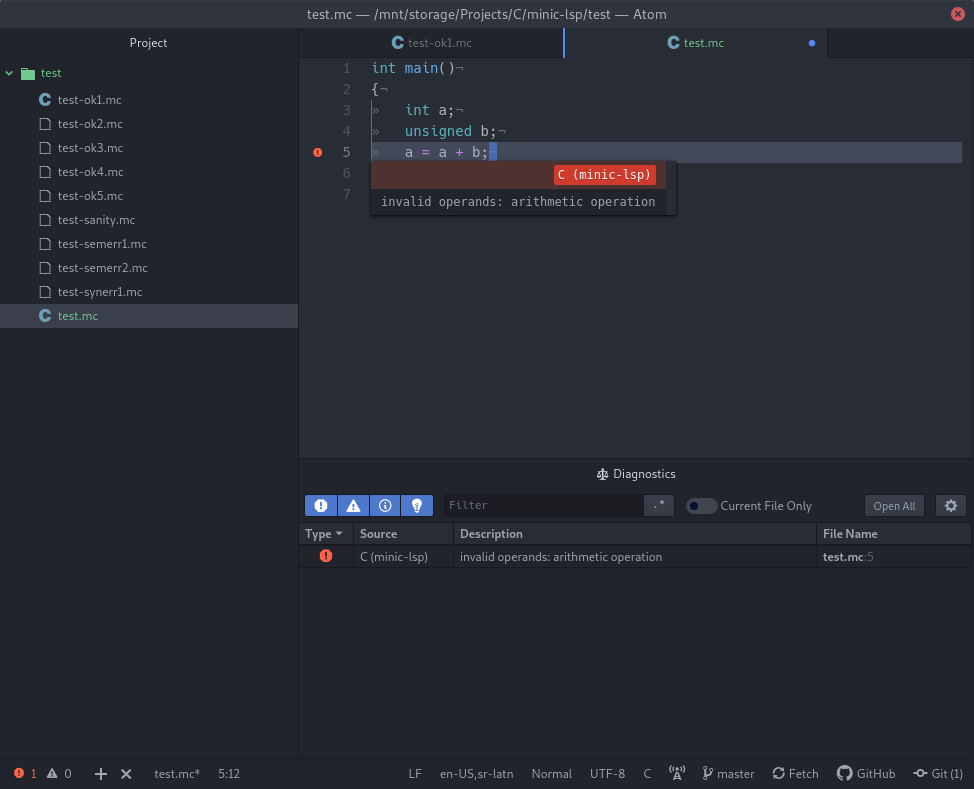 test.mc — /mnt/storage/Projects/C/minic-lsp/test — Atom
Project
test
test-ok1.mc
test-ok2.mc
test-ok3.mc
test-ok4.mc
test-ok5.mc
test-sanity.mc
test-semerr1.mc
test-semerr2.mc
test-synerr1.mc
test.mc
test-ok1.mc
test.mc
1 int main()¬
2 {¬
3 » int a;¬
4 » unsigned b;¬
5 » a = a + b;¬
6
7
C (minic-lsp)
invalid operands: arithmetic operation
Diagnostics
Filter .* Current File Only Open All
Type Source Description File Name
C (minic-lsp) invalid operands: arithmetic operation test.mc:5
1 0 test.mc* 5:12 LF en-US,sr-latn Normal UTF-8 C master Fetch GitHub Git (1)